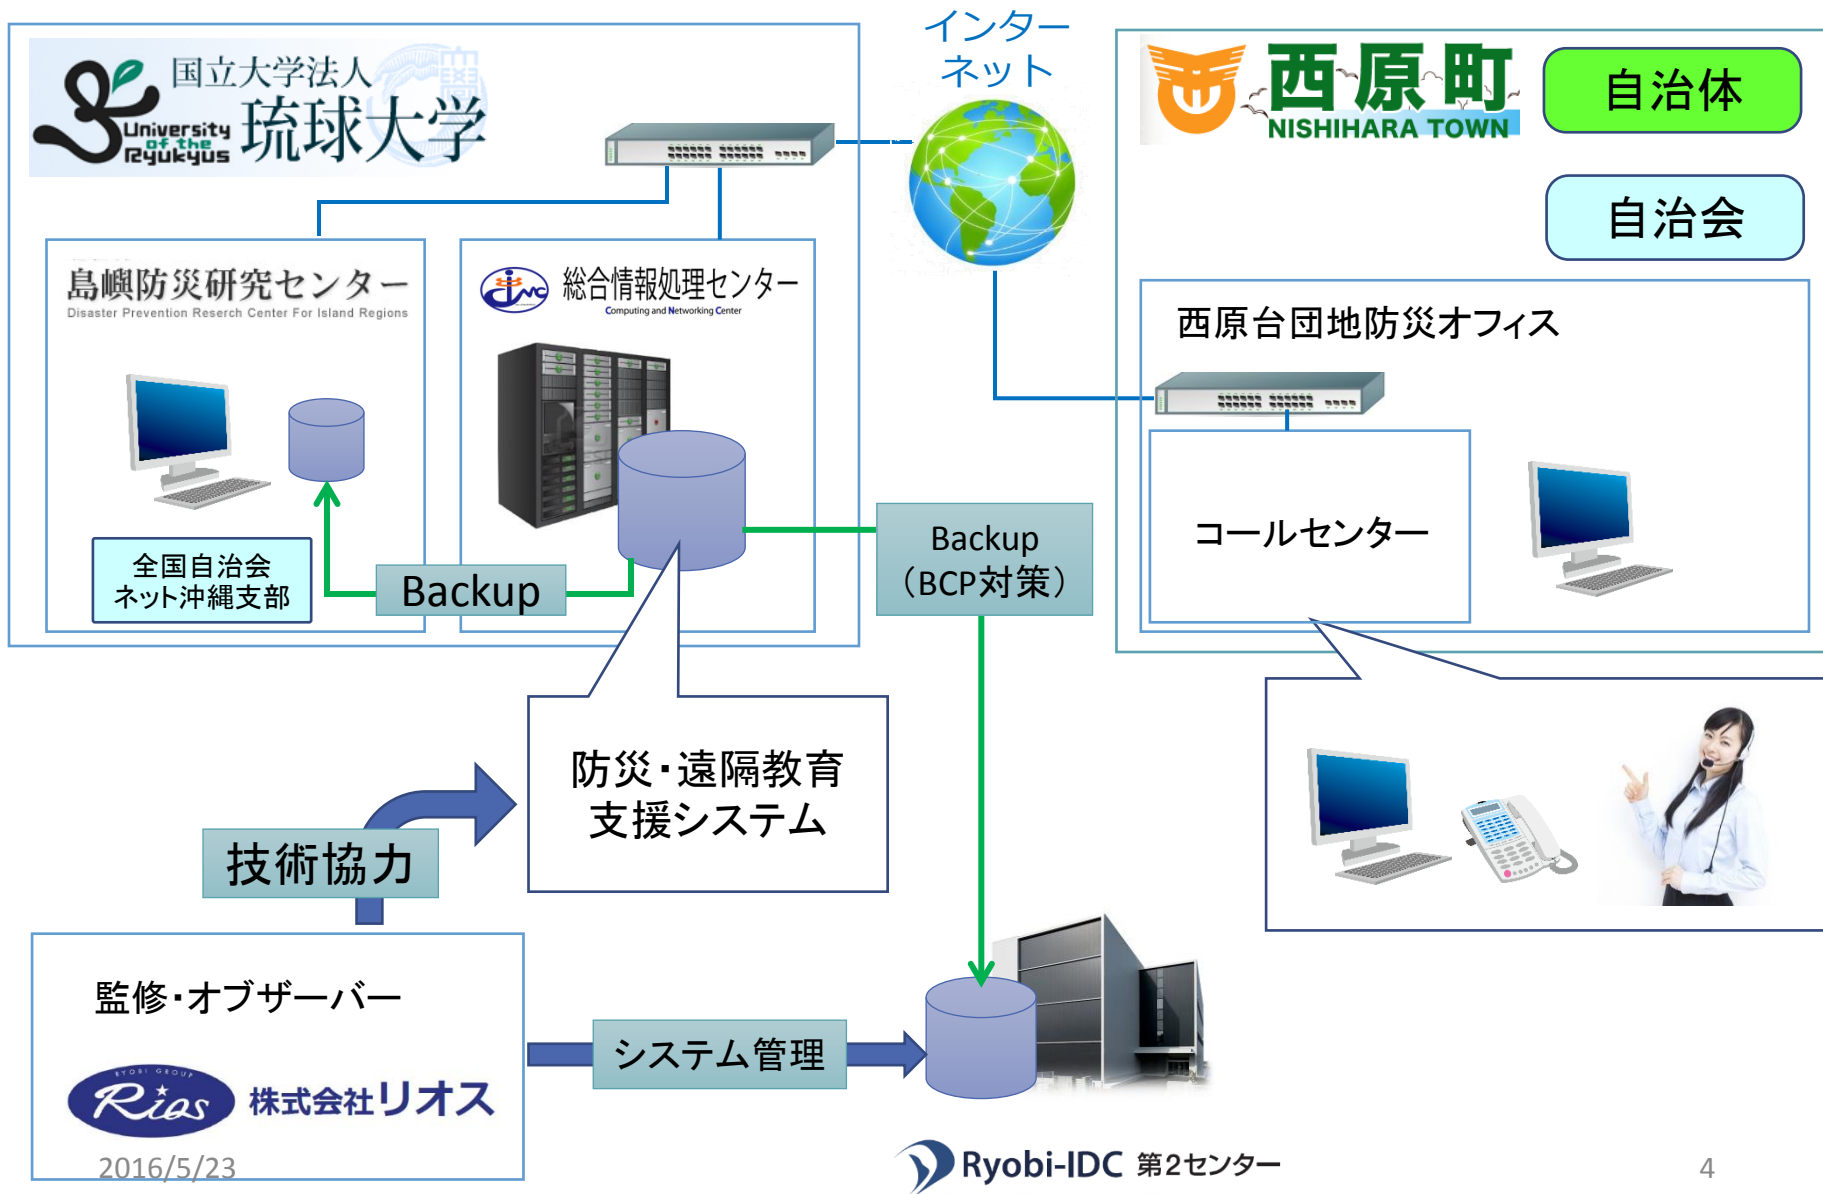 国立大学法人
琉球大学
University
of the
Ryukyus
インター
ネット
西原町
NISHIHARA TOWN
自治体
自治会
島嶼防災研究センター
Disaster Prevention Reserch Center For Island Regions
総合情報処理センター
Computing and Networking Center
西原台団地防災オフィス
コールセンター
全国自治会
ネット沖縄支部
Backup
Backup
（BCP対策）
防災・遠隔教育
支援システム
技術協力
監修・オブザーバー
RYOBI GROUP
Rios
株式会社リオス
システム管理
2016/5/23
Ryobi-IDC 第2センター
4